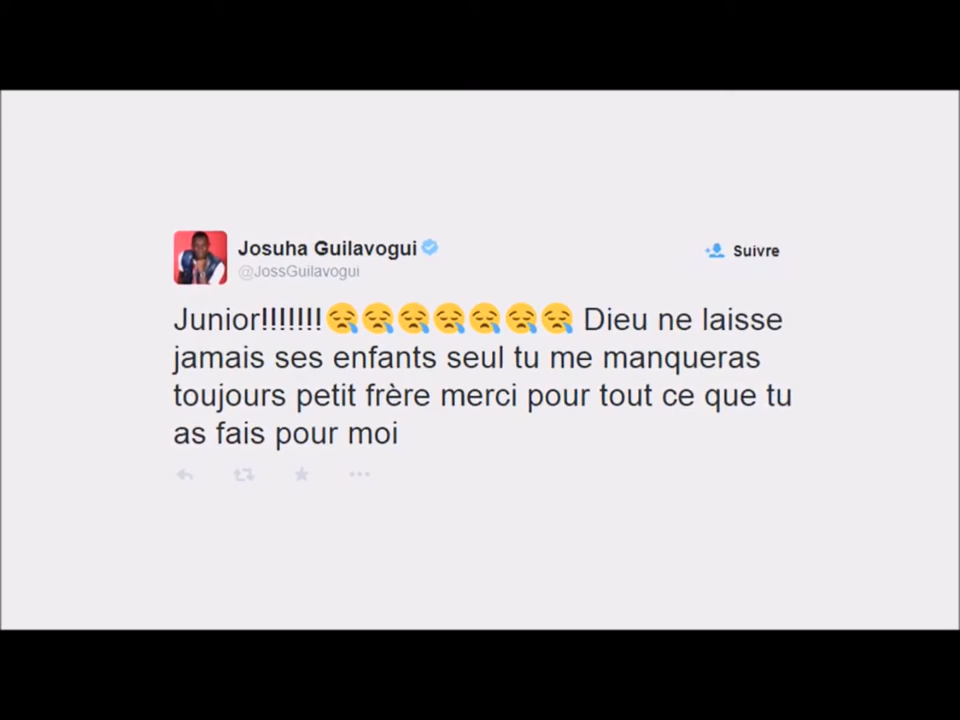 Josuha Guilavogui
@JossGuilavogui
Suivre
Junior!!!!!!!😪😪😪😪😪😪😪 Dieu ne laisse
jamais ses enfants seul tu me manqueras
toujours petit frère merci pour tout ce que tu
as fais pour moi